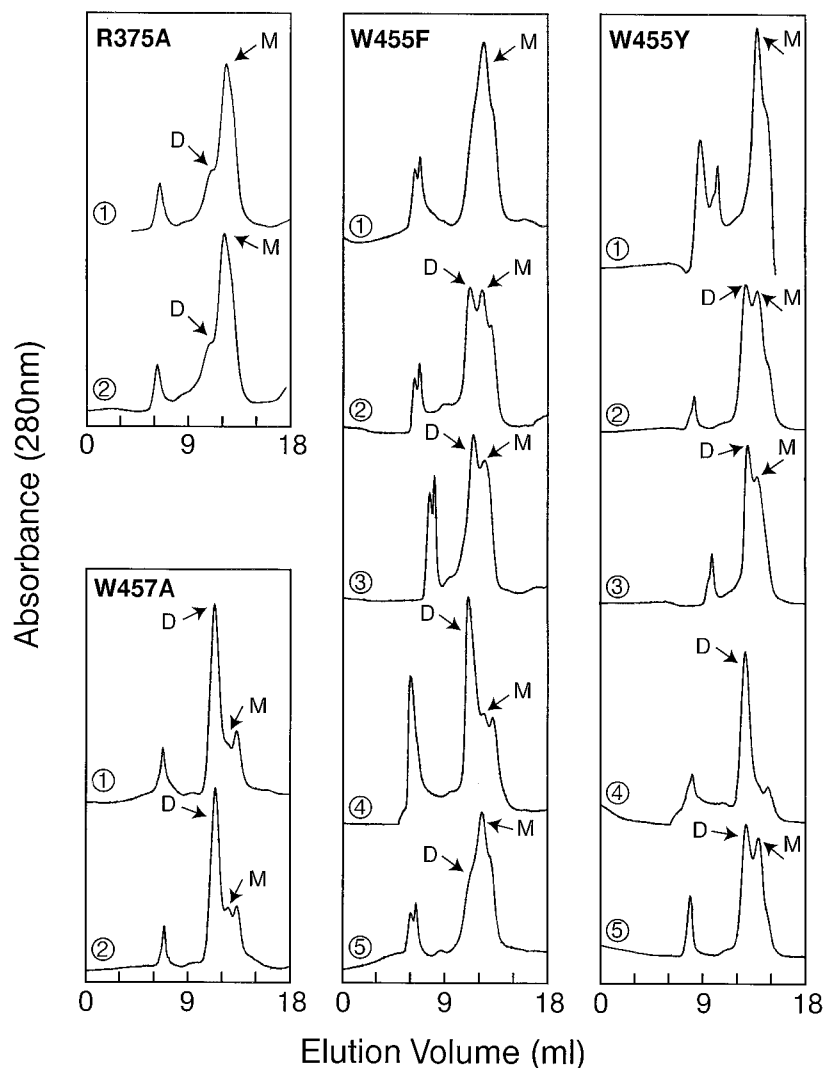 Absorbance (280nm)
R375A
M
D
①
M
D
②
0 9 18
W457A
D
M
①
D
M
②
0 9 18
W455F
M
①
D M
②
D M
③
D
M
④
D M
⑤
0 9 18
W455Y
M
①
D M
②
D M
③
D
④
D M
⑤
0 9 18
Elution Volume (ml)